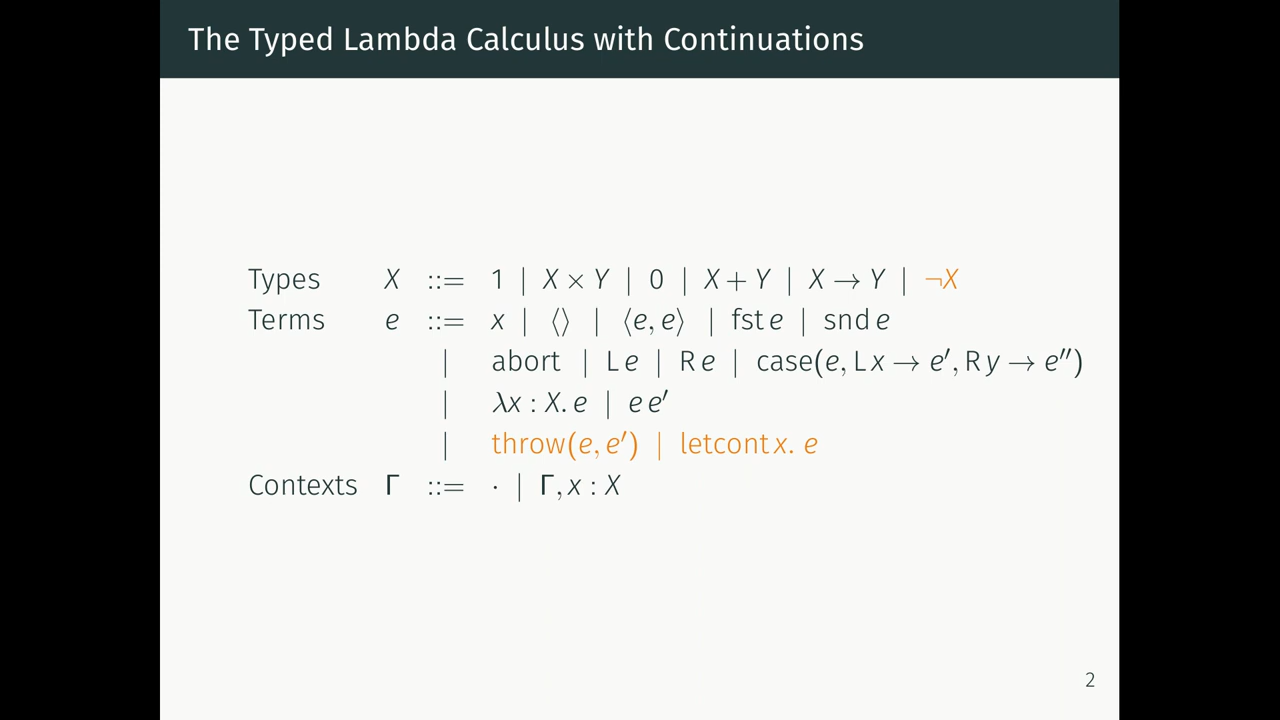 The Typed Lambda Calculus with Continuations
Types X ::= 1 | X × Y | 0 | X + Y | X → Y | ¬X
Terms e ::= x | ⟨⟩ | ⟨e, e⟩ | fst e | snd e
| abort | L e | R e | case(e, L x → e′, R y → e″)
| λx : X. e | e e′
| throw(e, e′) | letcont x. e
Contexts Γ ::= · | Γ, x : X
2